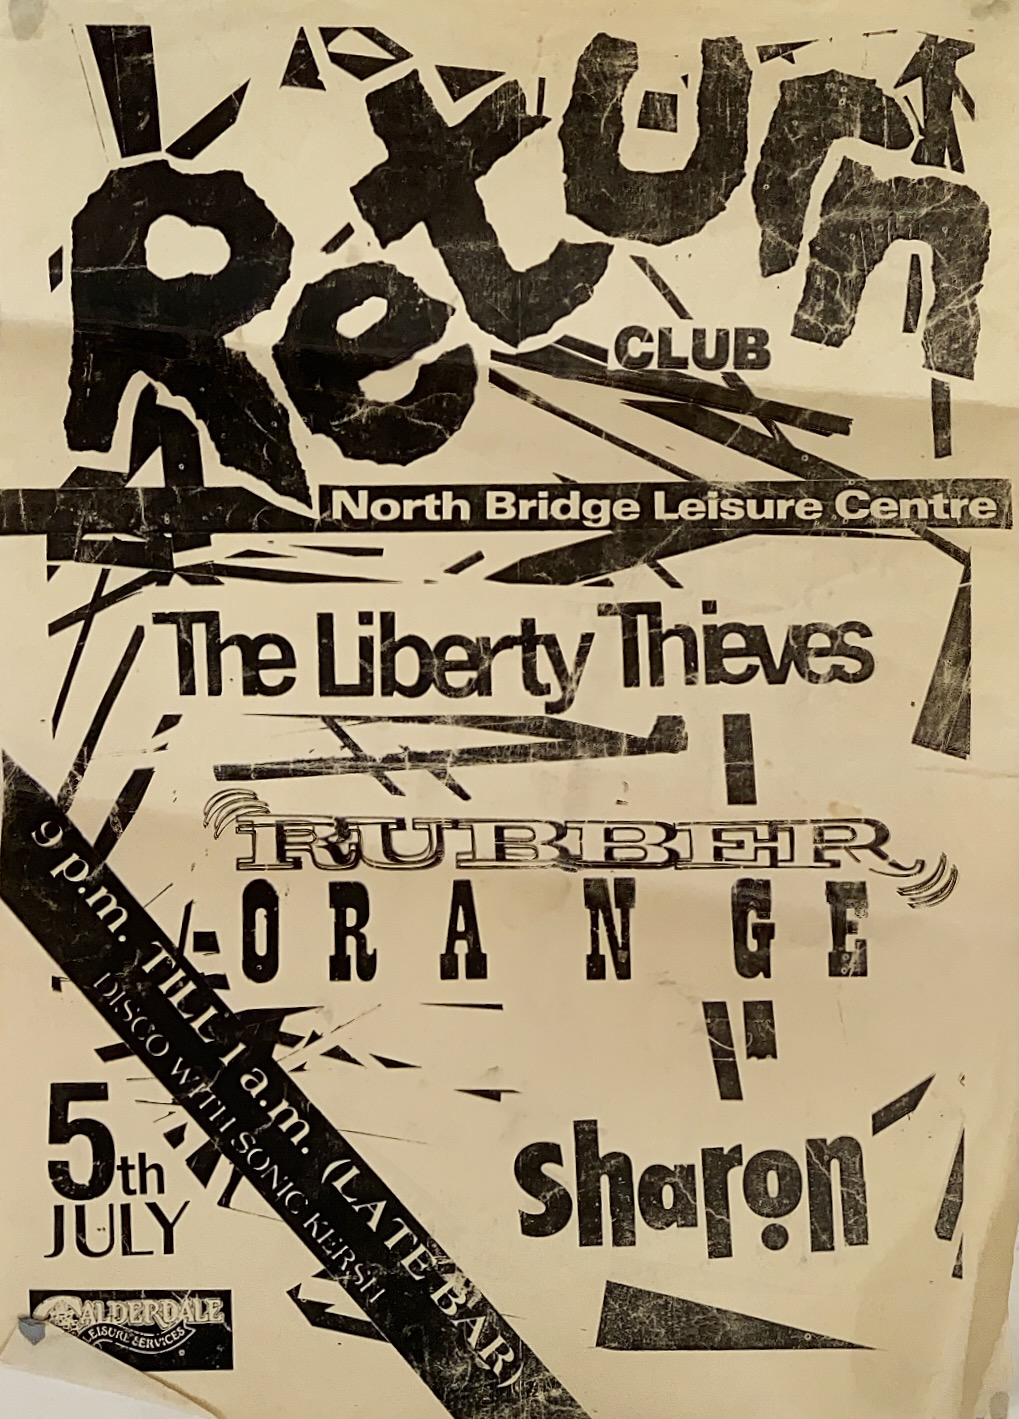 Return
CLUB
North Bridge Leisure Centre
The Liberty Thieves
RUBBER
ORANGE
sharon
9 p.m. TILL 1 a.m. (LATE BAR)
DISCO WITH SONIC KERSH
5th
JULY
CALDERDALE
LEISURE SERVICES